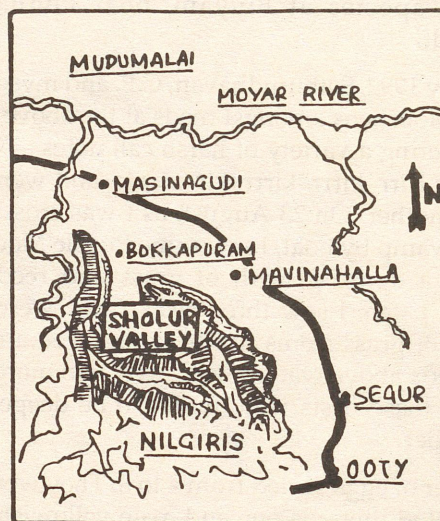 MUDUMALAI
MOYAR RIVER
MASINAGUDI
N
BOKKAPURAM
MAVINAHALLA
SHOLUR
VALLEY
SEGUR
NILGIRIS
OOTY